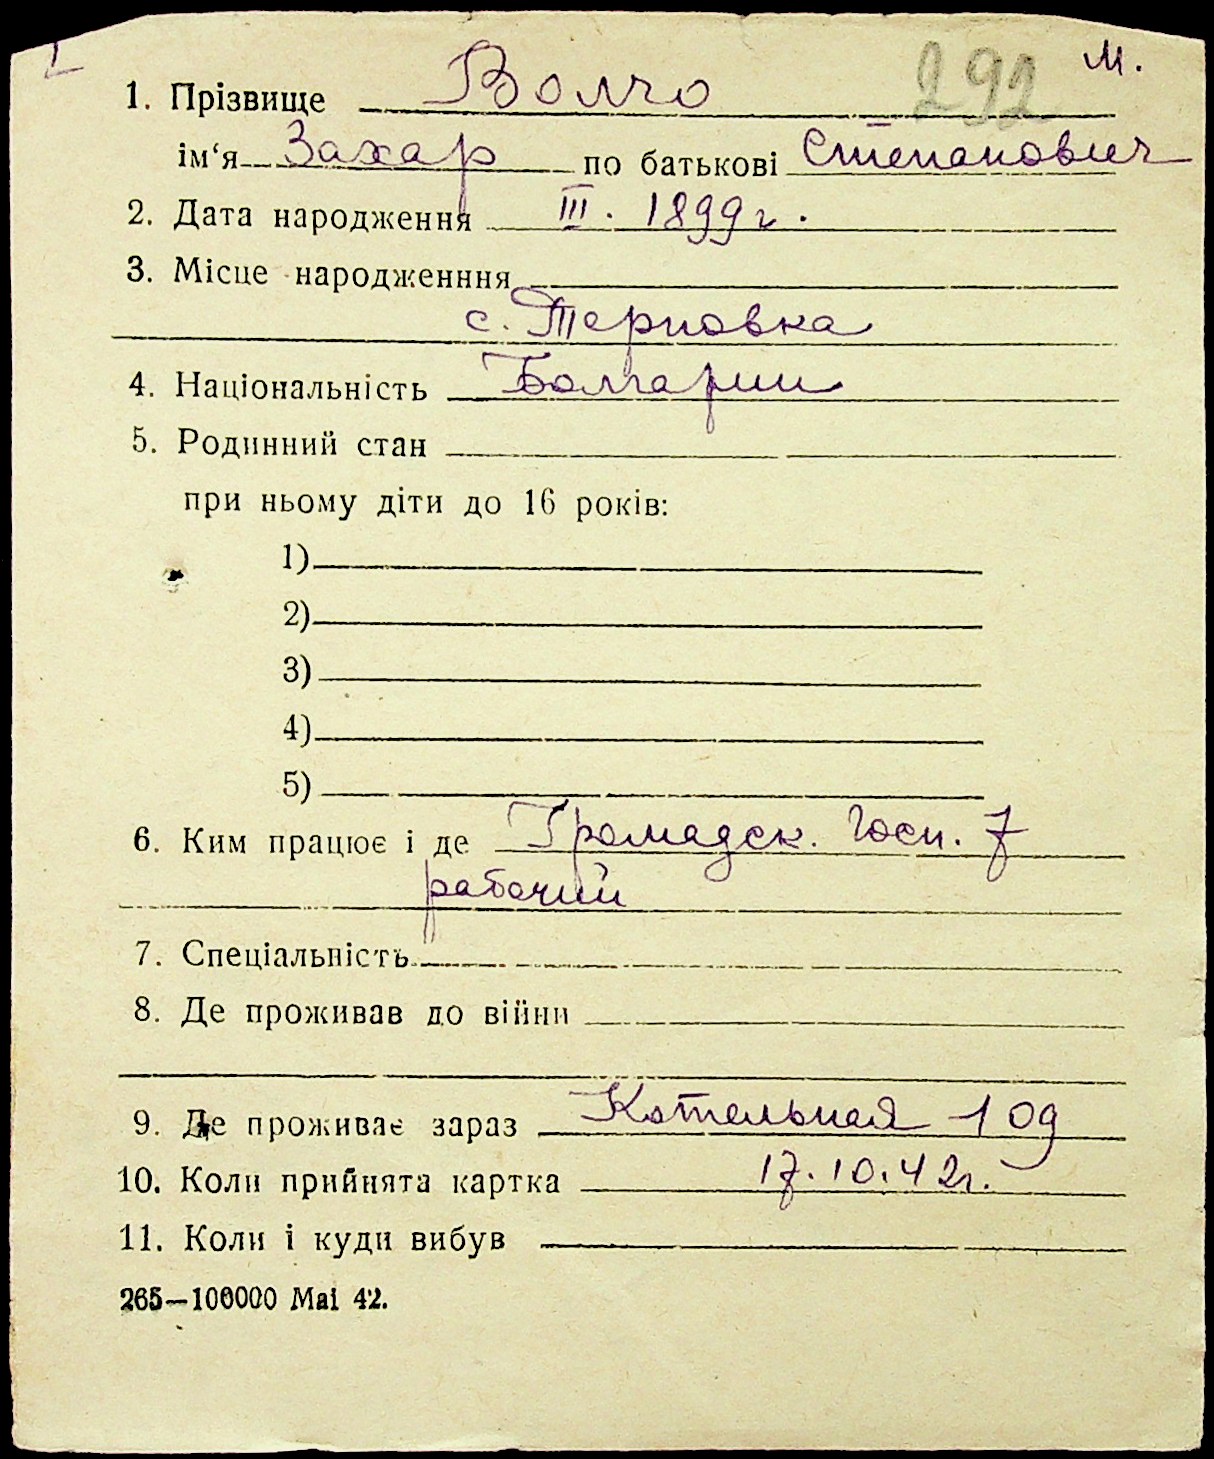 1. Прізвище Волчо 292 м.
ім‘я Захар по батькові Степанович
2. Дата народження III. 1899г.
3. Місце народженння
с. Терновка
4. Національність Болгарин
5. Родинний стан
при ньому діти до 16 років:
1)
2)
3)
4)
5)
6. Ким працює і де Громадск. Госп. 7
рабочий
7. Спеціальність
8. Де проживав до війни
9. Де проживає зараз Котельная 109
10. Коли прийнята картка 17.10.42г.
11. Коли і куди вибув
265—100000 Mai 42.